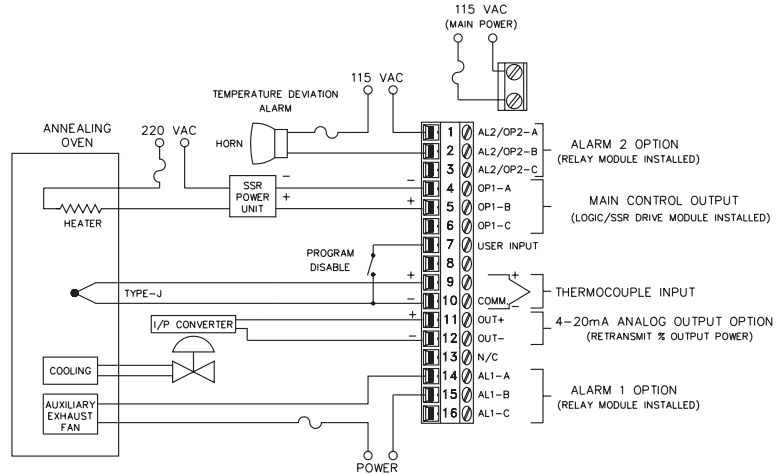 115 VAC
(MAIN POWER)
115 VAC
TEMPERATURE DEVIATION
ALARM
HORN
220 VAC
ANNEALING
OVEN
SSR
POWER
UNIT
−
+
HEATER
PROGRAM
DISABLE
TYPE-J
I/P CONVERTER
COOLING
AUXILIARY
EXHAUST
FAN
POWER
1 AL2/OP2-A
2 AL2/OP2-B
3 AL2/OP2-C
− 4 OP1-A
+ 5 OP1-B
6 OP1-C
7 USER INPUT
8
+ 9 +
− 10 COMM. −
+ 11 OUT+
− 12 OUT-
13 N/C
14 AL1-A
15 AL1-B
16 AL1-C
ALARM 2 OPTION
(RELAY MODULE INSTALLED)
MAIN CONTROL OUTPUT
(LOGIC/SSR DRIVE MODULE INSTALLED)
THERMOCOUPLE INPUT
4-20mA ANALOG OUTPUT OPTION
(RETRANSMIT % OUTPUT POWER)
ALARM 1 OPTION
(RELAY MODULE INSTALLED)